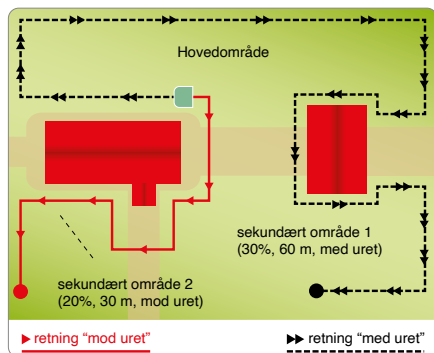 Hovedområde
sekundært område 1
(30%, 60 m, med uret)
sekundært område 2
(20%, 30 m, mod uret)
retning “mod uret”
retning “med uret”